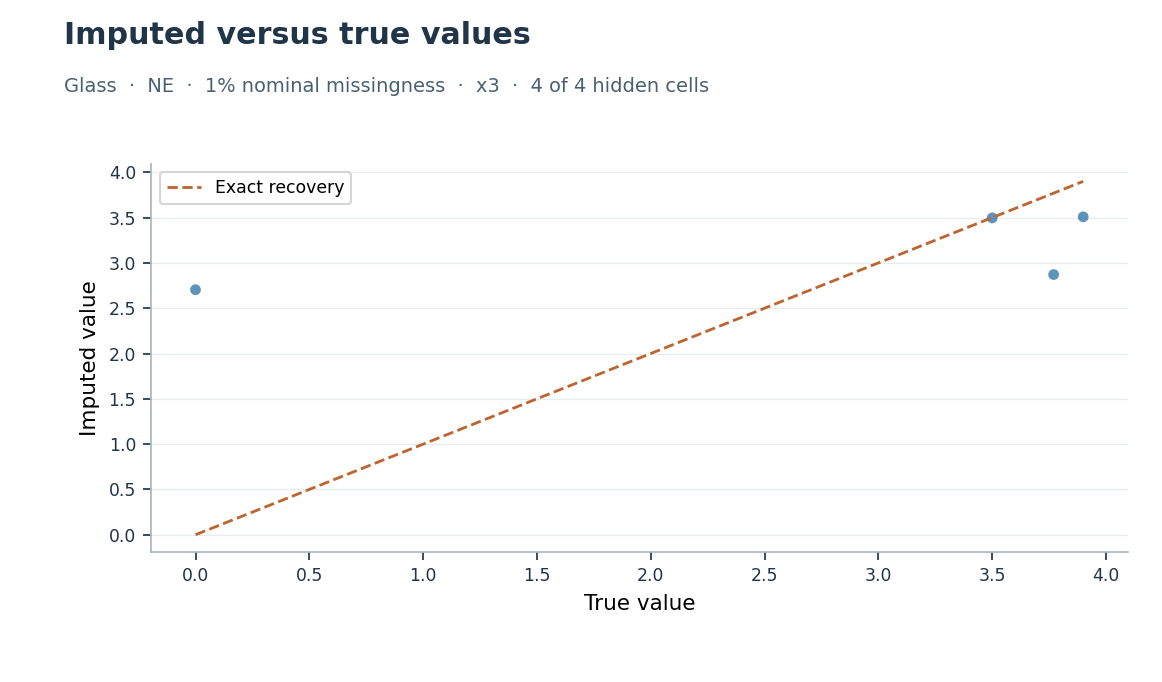 Imputed versus true values
Glass · NE · 1% nominal missingness · x3 · 4 of 4 hidden cells
Exact recovery
Imputed value
4.0
3.5
3.0
2.5
2.0
1.5
1.0
0.5
0.0
0.0 0.5 1.0 1.5 2.0 2.5 3.0 3.5 4.0
True value